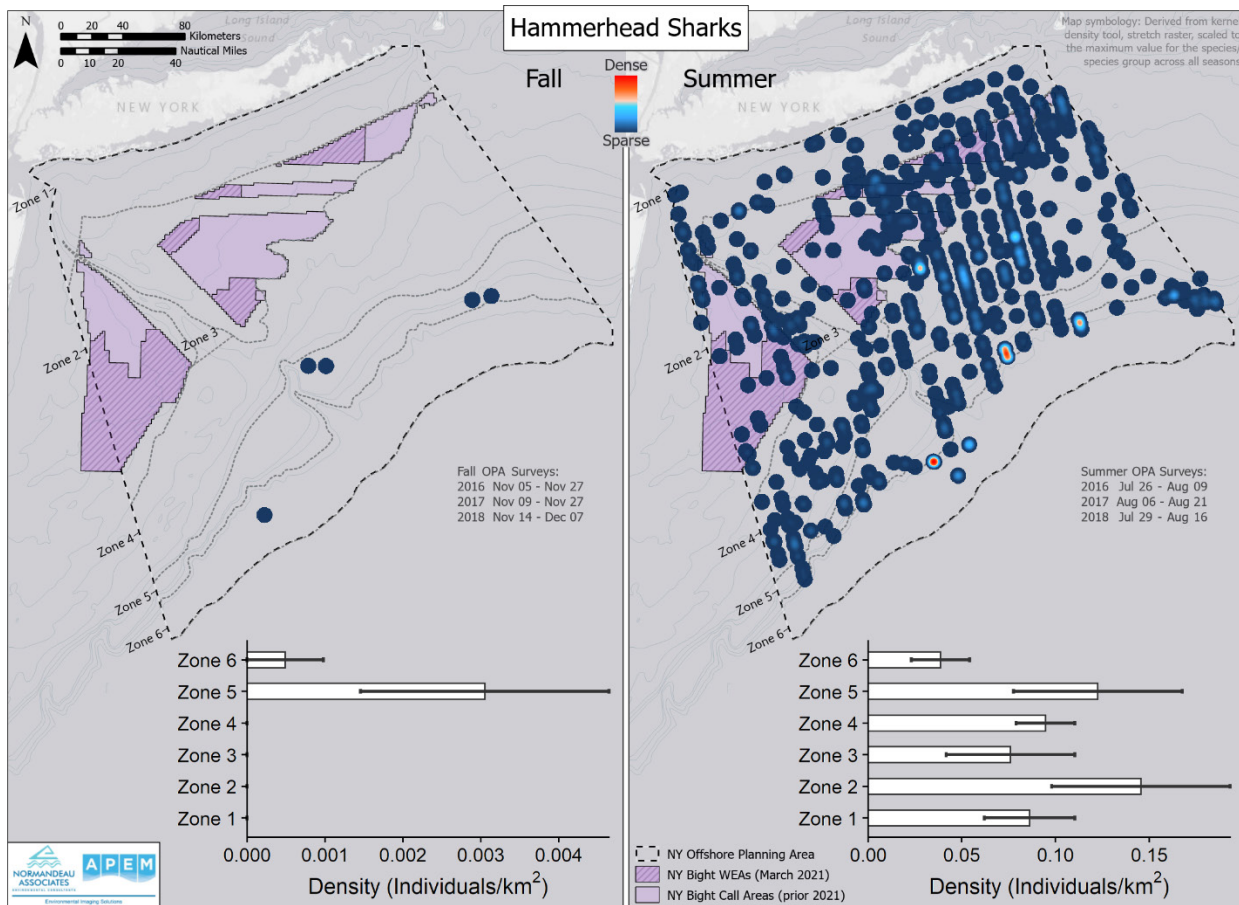 Hammerhead Sharks
0 20 40 80
Kilometers
Nautical Miles
0 10 20 40
N
Long Island
Sound
NEW YORK
Fall
Dense
Sparse
Summer
Long Island
Sound
NEW YORK
Map symbology: Derived from kerne
density tool, stretch raster, scaled to
the maximum value for the species/
species group across all seasons
Zone 1
Zone 2
Zone 3
Zone 4
Zone 5
Zone 6
Fall OPA Surveys:
2016 Nov 05 - Nov 27
2017 Nov 09 - Nov 27
2018 Nov 14 - Dec 07
Zone 2
Zone 3
Zone 4
Zone 5
Zone 6
Summer OPA Surveys:
2016 Jul 26 - Aug 09
2017 Aug 06 - Aug 21
2018 Jul 29 - Aug 16
Zone 6
Zone 5
Zone 4
Zone 3
Zone 2
Zone 1
0.000 0.001 0.002 0.003 0.004
Density (Individuals/km²)
Zone 6
Zone 5
Zone 4
Zone 3
Zone 2
Zone 1
0.00 0.05 0.10 0.15
Density (Individuals/km²)
NY Offshore Planning Area
NY Bight WEAs (March 2021)
NY Bight Call Areas (prior 2021)
NORMANDEAU
ASSOCIATES
ENVIRONMENTAL CONSULTANTS
APEM
Environmental Imaging Solutions